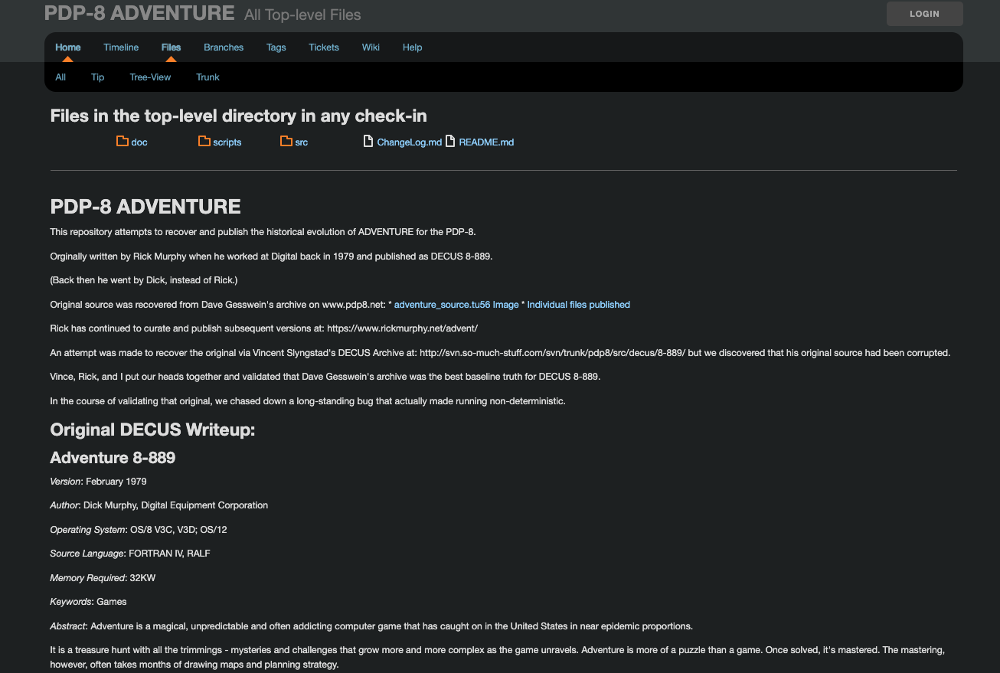 PDP-8 ADVENTURE All Top-level Files
LOGIN
Home Timeline Files Branches Tags Tickets Wiki Help
All Tip Tree-View Trunk
Files in the top-level directory in any check-in
doc scripts src ChangeLog.md README.md
PDP-8 ADVENTURE
This repository attempts to recover and publish the historical evolution of ADVENTURE for the PDP-8.
Orginally written by Rick Murphy when he worked at Digital back in 1979 and published as DECUS 8-889.
(Back then he went by Dick, instead of Rick.)
Original source was recovered from Dave Gesswein's archive on www.pdp8.net: * adventure_source.tu56 Image * Individual files published
Rick has continued to curate and publish subsequent versions at: https://www.rickmurphy.net/advent/
An attempt was made to recover the original via Vincent Slyngstad's DECUS Archive at: http://svn.so-much-stuff.com/svn/trunk/pdp8/src/decus/8-889/ but we discovered that his original source had been corrupted.
Vince, Rick, and I put our heads together and validated that Dave Gesswein's archive was the best baseline truth for DECUS 8-889.
In the course of validating that original, we chased down a long-standing bug that actually made running non-deterministic.
Original DECUS Writeup:
Adventure 8-889
Version: February 1979
Author: Dick Murphy, Digital Equipment Corporation
Operating System: OS/8 V3C, V3D; OS/12
Source Language: FORTRAN IV, RALF
Memory Required: 32KW
Keywords: Games
Abstract: Adventure is a magical, unpredictable and often addicting computer game that has caught on in the United States in near epidemic proportions.
It is a treasure hunt with all the trimmings - mysteries and challenges that grow more and more complex as the game unravels. Adventure is more of a puzzle than a game. Once solved, it's mastered. The mastering,
however, often takes months of drawing maps and planning strategy.